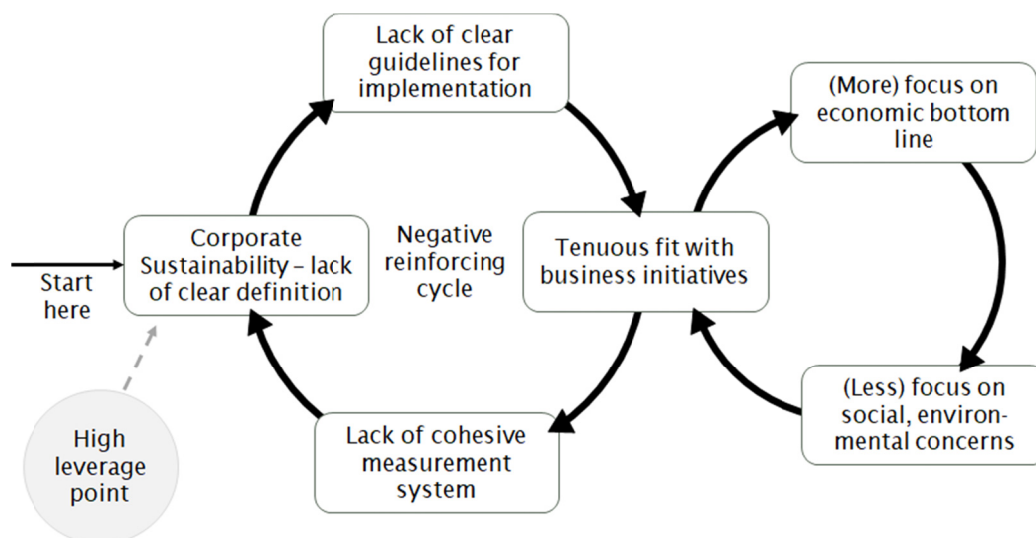 Lack of clear
guidelines for
implementation
(More) focus on
economic bottom
line
Corporate
Sustainability – lack
of clear definition
Negative
reinforcing
cycle
Tenuous fit with
business initiatives
Start
here
(Less) focus on
social, environ-
mental concerns
Lack of cohesive
measurement
system
High
leverage
point